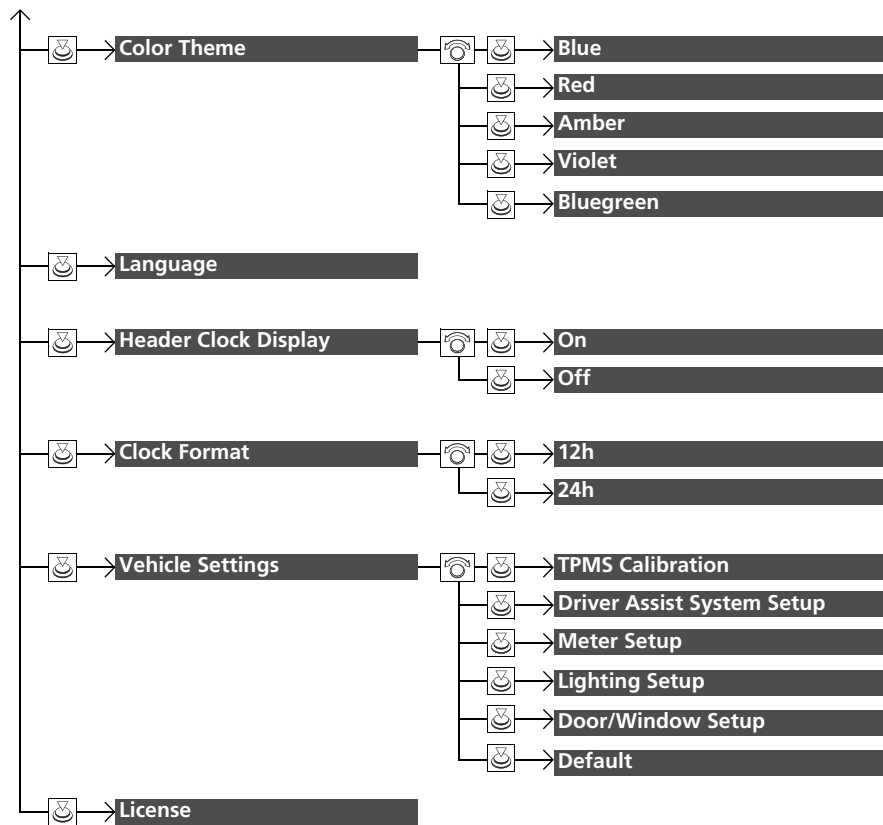 Color Theme
Blue
Red
Amber
Violet
Bluegreen
Language
Header Clock Display
On
Off
Clock Format
12h
24h
Vehicle Settings
TPMS Calibration
Driver Assist System Setup
Meter Setup
Lighting Setup
Door/Window Setup
Default
License